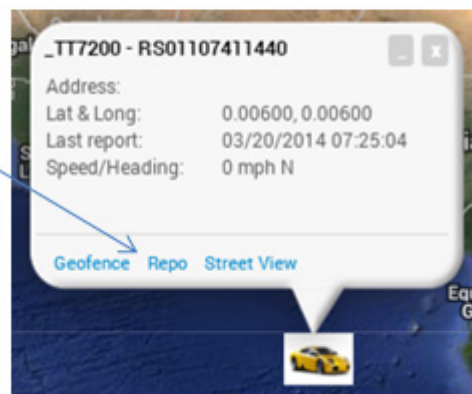 _TT7200 - RS01107411440
Address:
Lat & Long: 0.00600, 0.00600
Last report: 03/20/2014 07:25:04
Speed/Heading: 0 mph N
Geofence Repo Street View